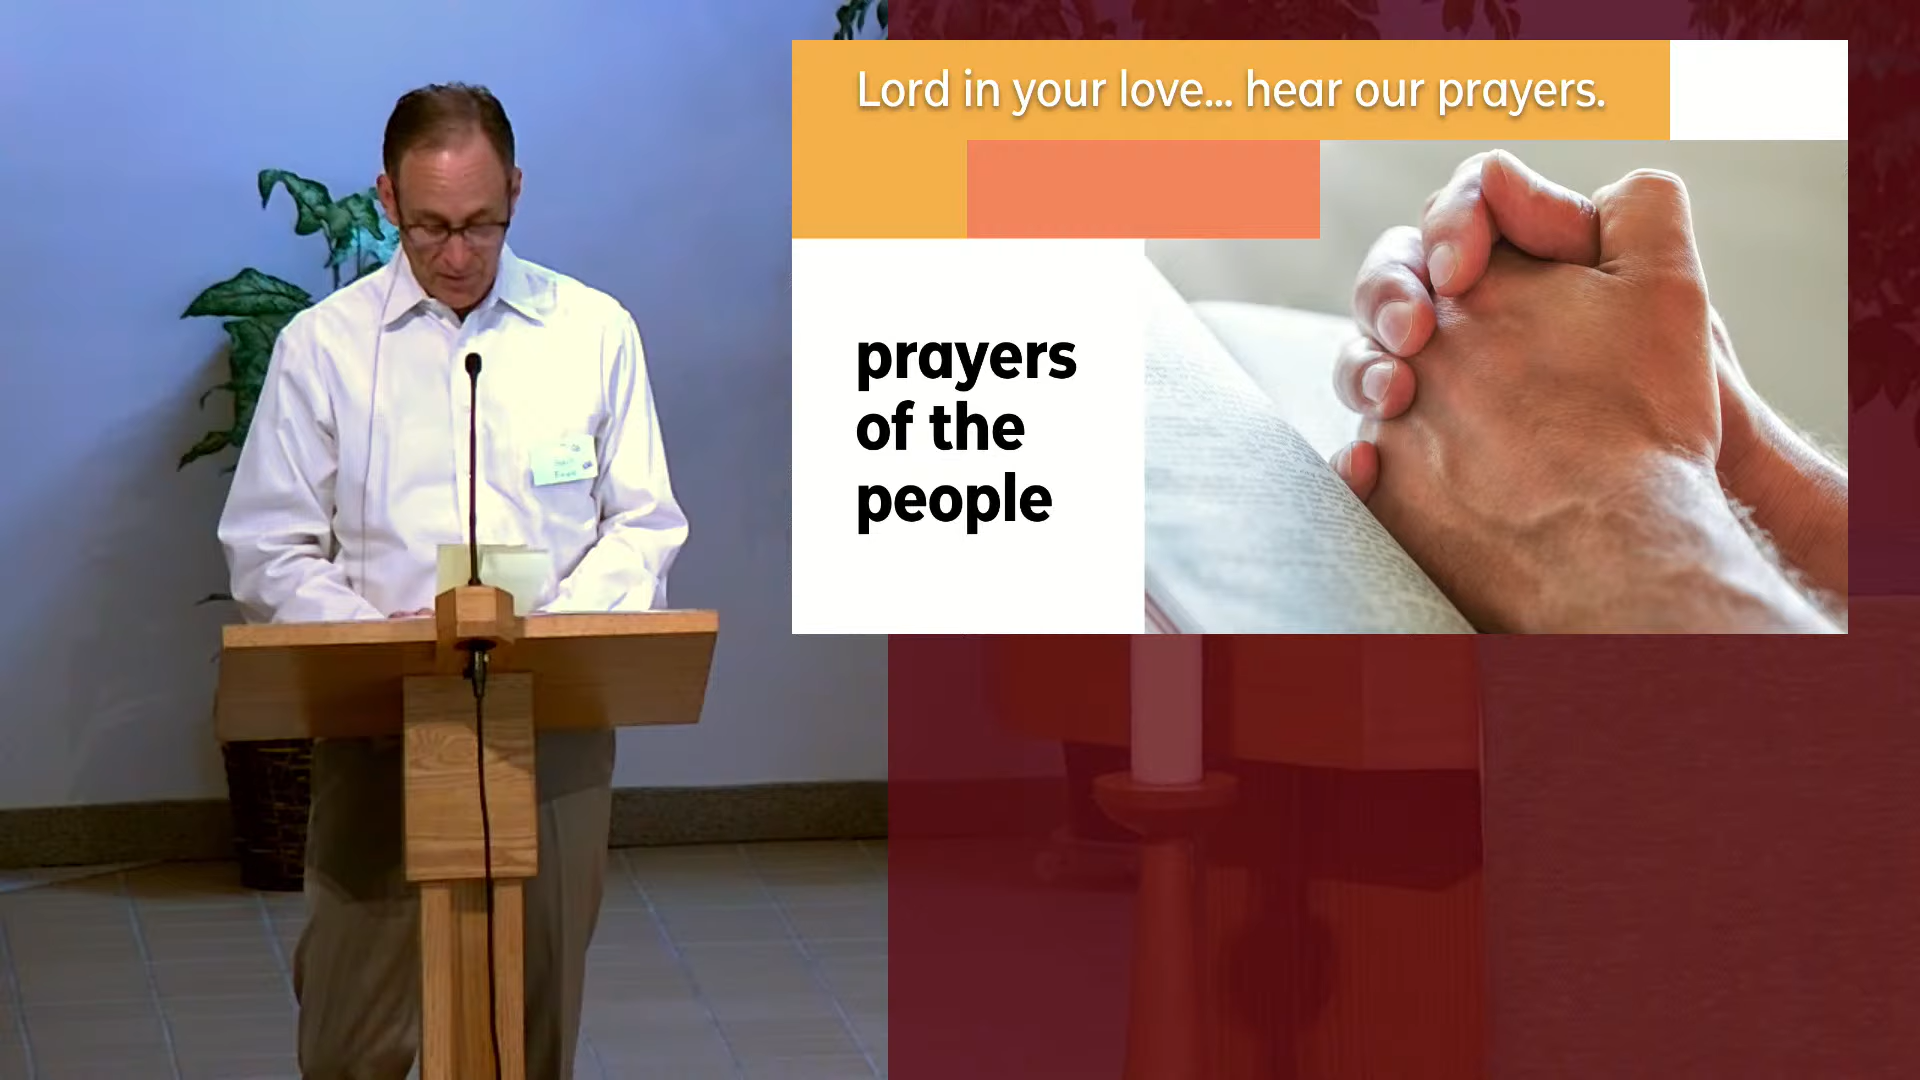 Lord in your love... hear our prayers.
prayers
of the
people